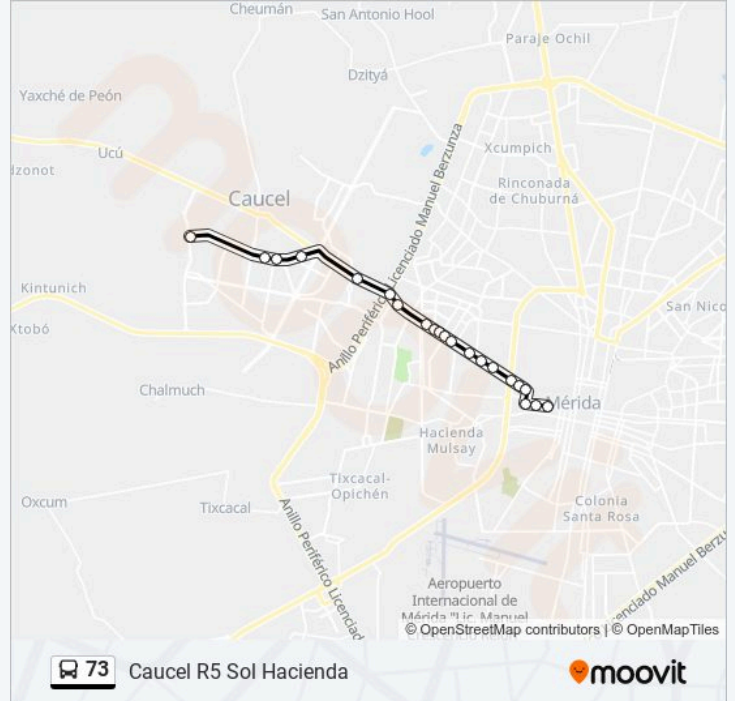 Cheumán
San Antonio Hool
Paraje Ochil
Dzityá
Yaxché de Peón
Anillo Periférico Licenciado Manuel Berzunza
Ucú
Xcumpich
dzonot
Rinconada
de Chuburná
Caucel
Kintunich
San Nico
Xtobó
Chalmuch
Mérida
Hacienda
Mulsay
Tixcacal-
Opichén
Oxcum
Tixcacal
Colonia
Santa Rosa
Anillo Periférico Licenciad
enciado Manuel Berzu
Aeropuerto
Internacional de
Mérida "Lic. Manuel
© OpenStreetMap contributors | © OpenMapTiles
73 Caucel R5 Sol Hacienda
moovit